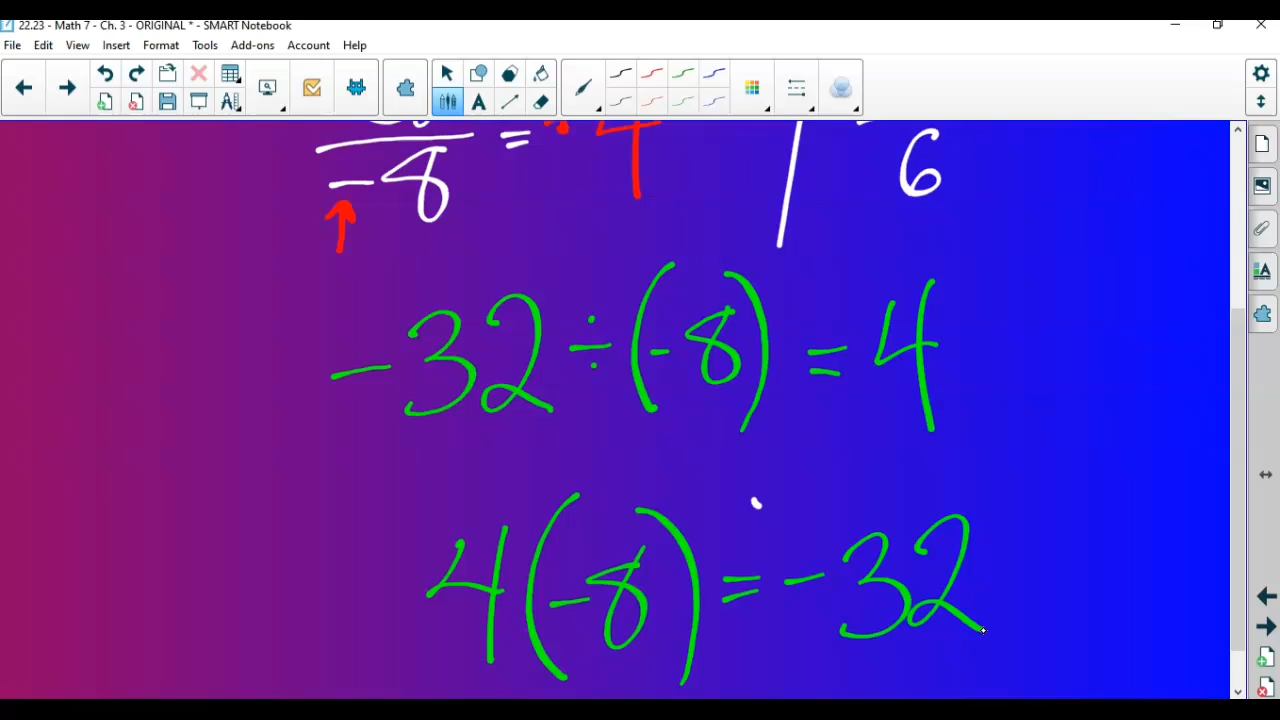 22.23 - Math 7 - Ch. 3 - ORIGINAL * - SMART Notebook
File Edit View Insert Format Tools Add-ons Account Help
-8 = 4
6
-32 ÷ (-8) = 4
4(-8) = -32